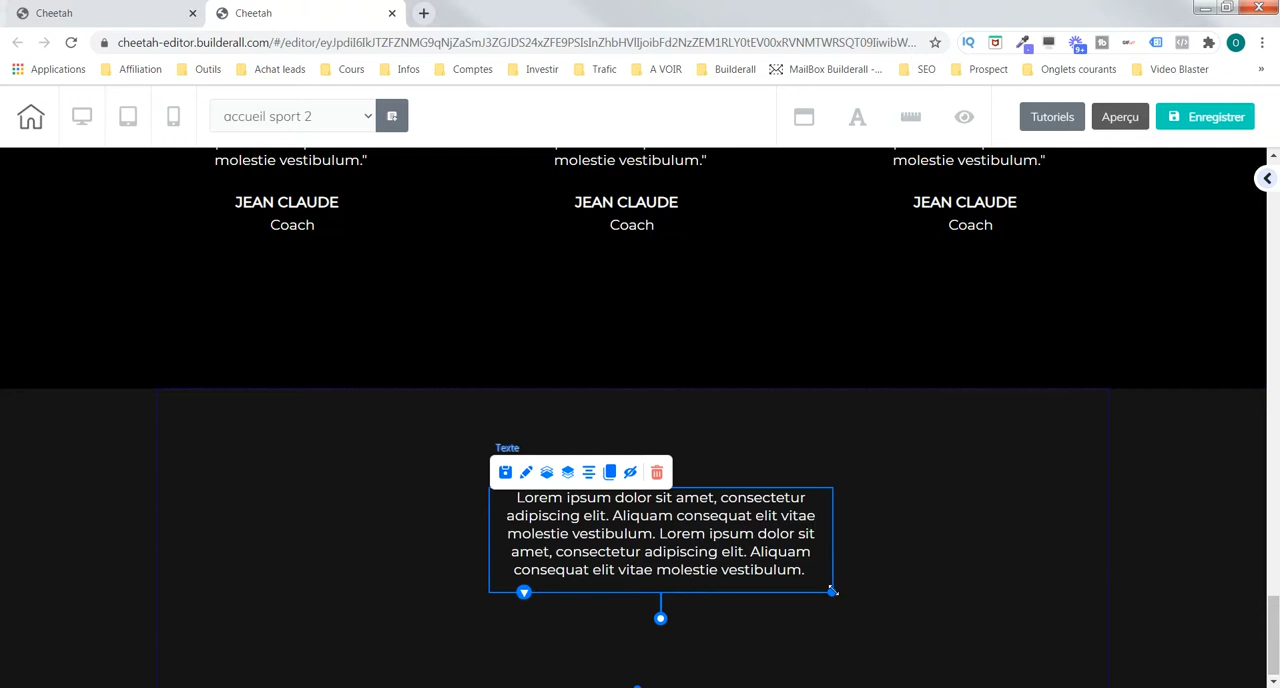 Cheetah
Cheetah
cheetah-editor.builderall.com/#/editor/
Applications
Affiliation
Outils
Achat leads
Cours
Infos
Comptes
Investir
Trafic
A VOIR
Builderall
MailBox Builderall -...
SEO
Prospect
Onglets courants
Video Blaster
»
accueil sport 2
Tutoriels
Aperçu
Enregistrer
molestie vestibulum."
molestie vestibulum."
molestie vestibulum."
JEAN CLAUDE
JEAN CLAUDE
JEAN CLAUDE
Coach
Coach
Coach
Texte
Lorem ipsum dolor sit amet, consectetur
adipiscing elit. Aliquam consequat elit vitae
molestie vestibulum. Lorem ipsum dolor sit
amet, consectetur adipiscing elit. Aliquam
consequat elit vitae molestie vestibulum.